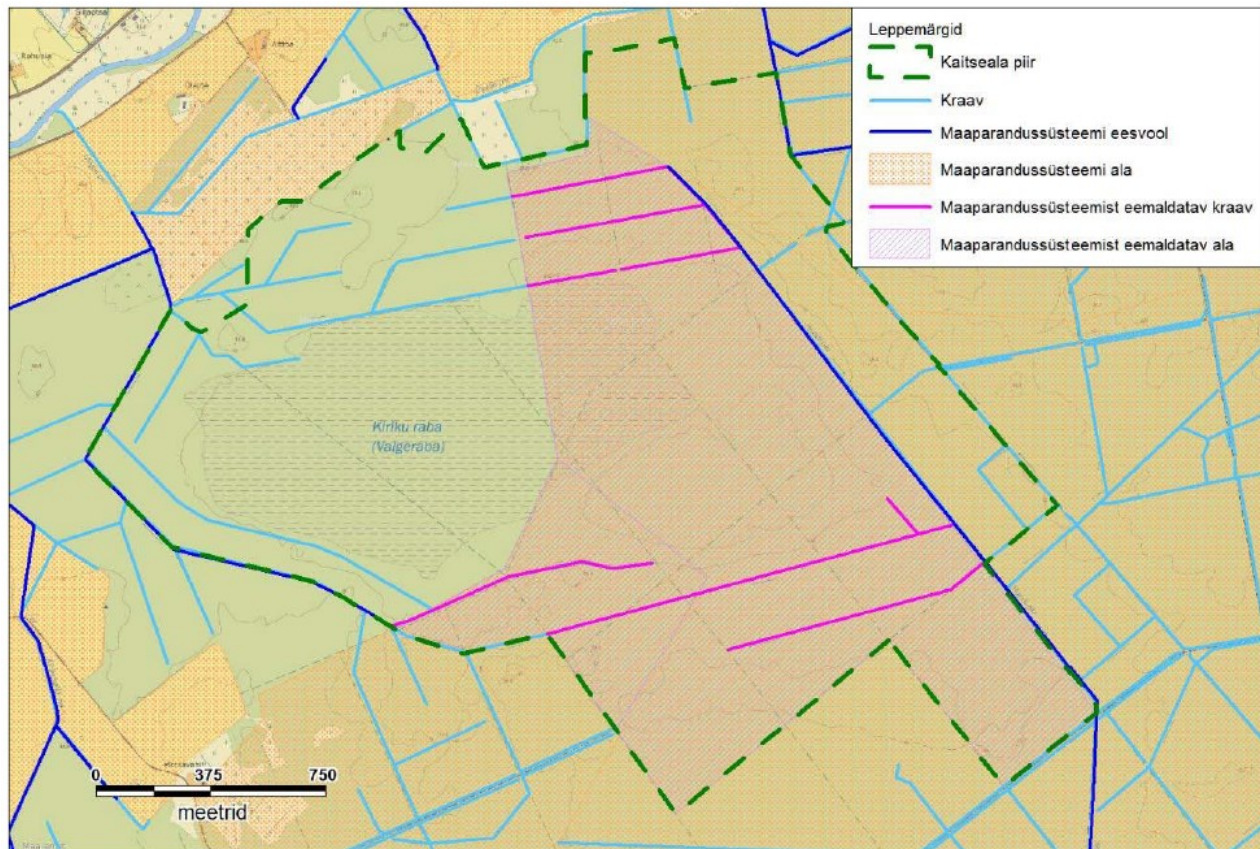 Leppemärgid
Kaitseala piir
Kraav
Maaparandussüsteemi eesvool
Maaparandussüsteemi ala
Maaparandussüsteemist eemaldatav kraav
Maaparandussüsteemist eemaldatav ala
Kiriku raba
(Valgeraba)
0 375 750
meetrid